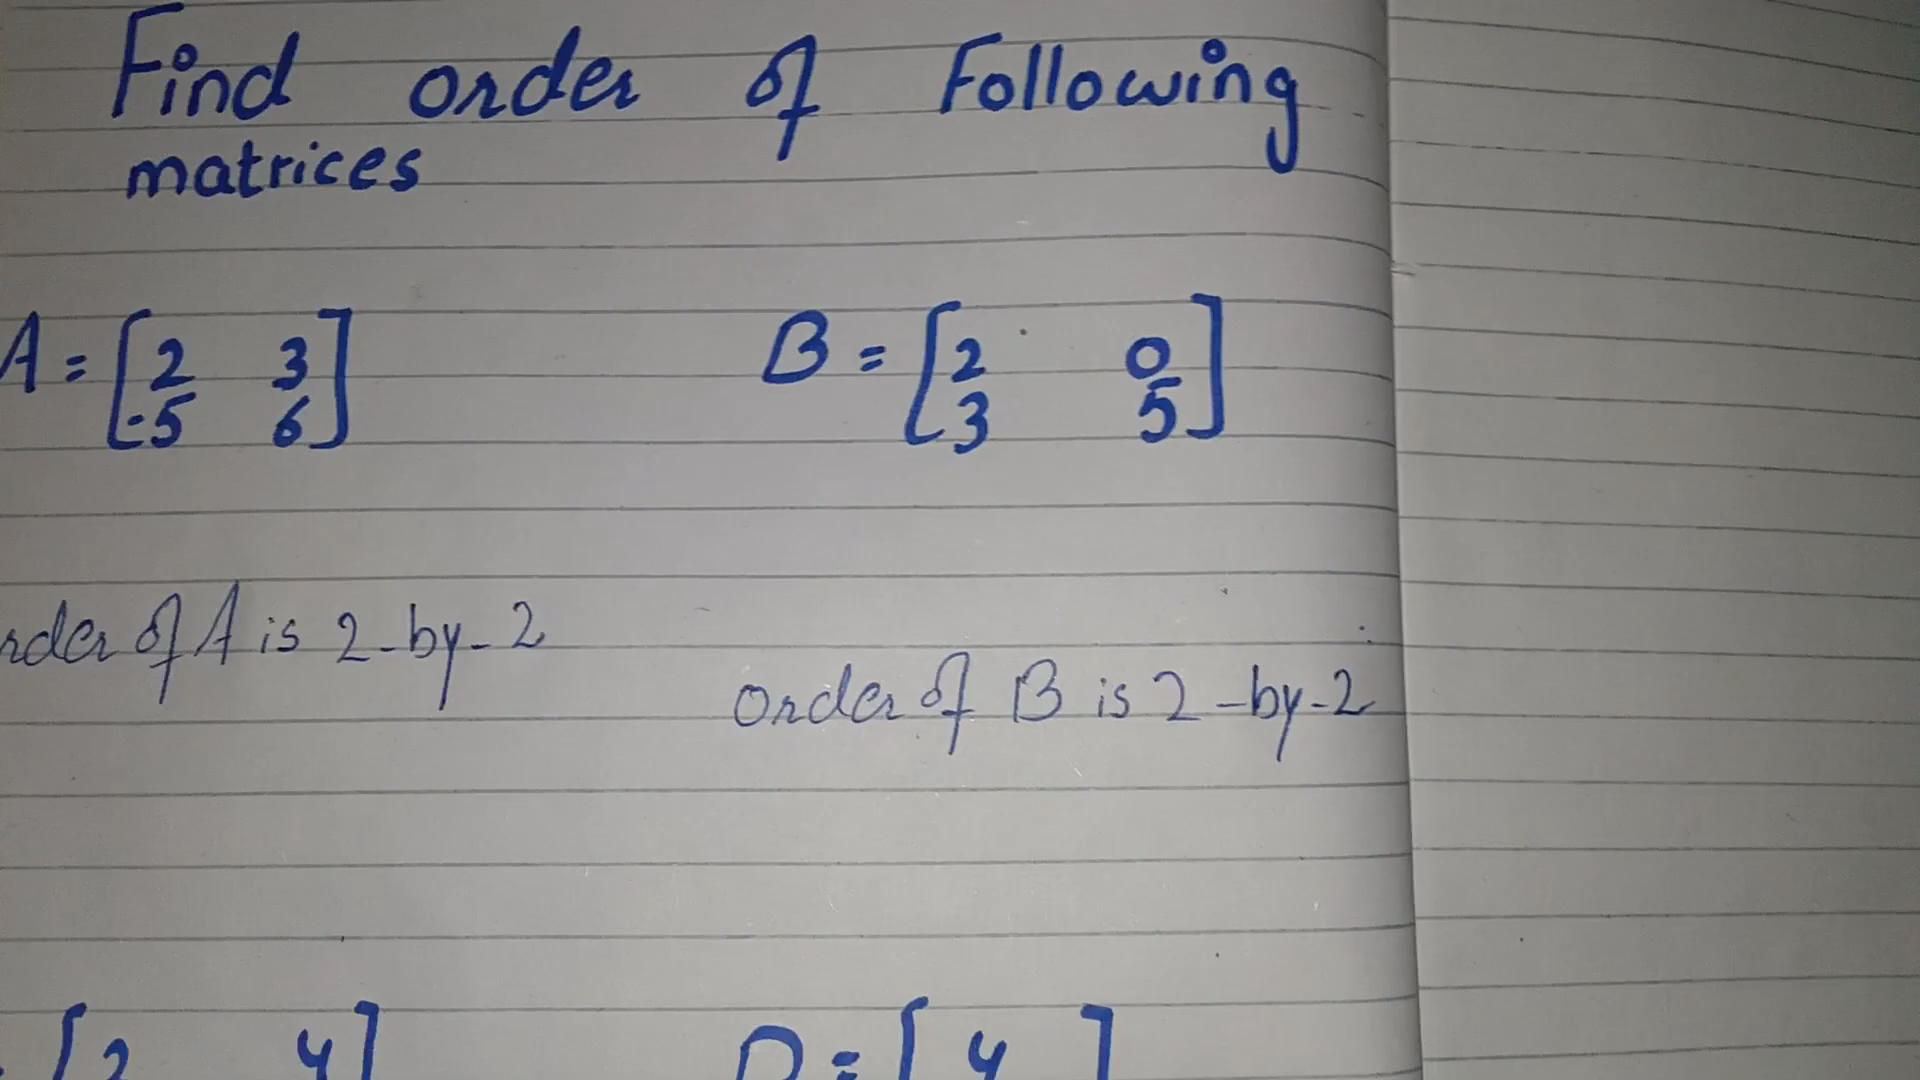 Find order of Following
matrices
A = [2 3
-5 6]
B = [2 0
3 5]
rder of A is 2-by-2
order of B is 2-by-2
[2 4]
D = [4]